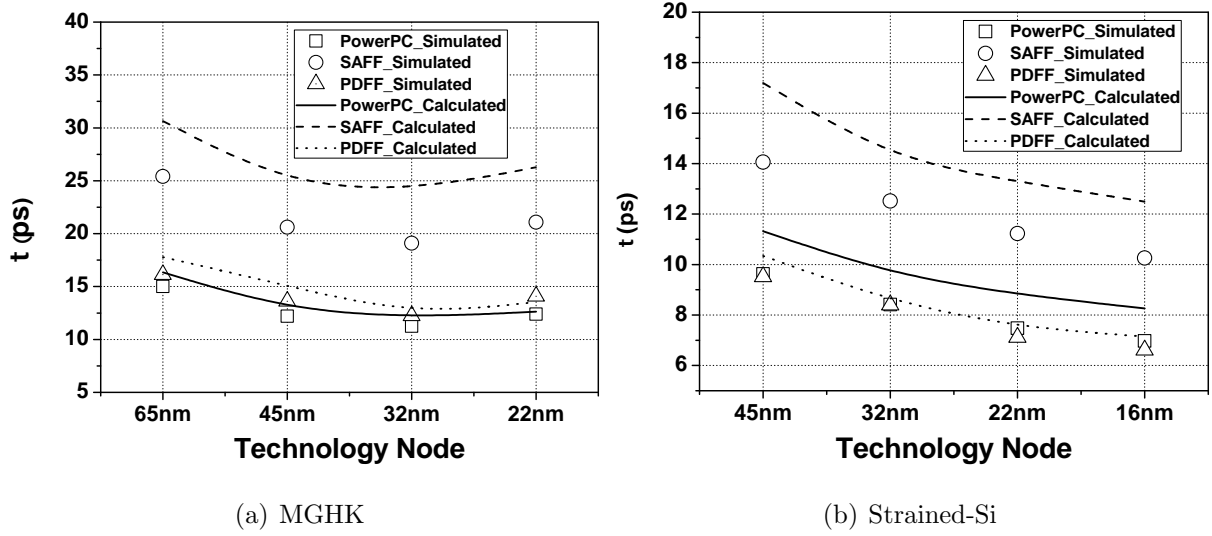 40
35
30
25
20
15
10
5
t (ps)
PowerPC_Simulated
SAFF_Simulated
PDFF_Simulated
PowerPC_Calculated
SAFF_Calculated
PDFF_Calculated
65nm 45nm 32nm 22nm
Technology Node
(a) MGHK
20
18
16
14
12
10
8
6
t (ps)
PowerPC_Simulated
SAFF_Simulated
PDFF_Simulated
PowerPC_Calculated
SAFF_Calculated
PDFF_Calculated
45nm 32nm 22nm 16nm
Technology Node
(b) Strained-Si